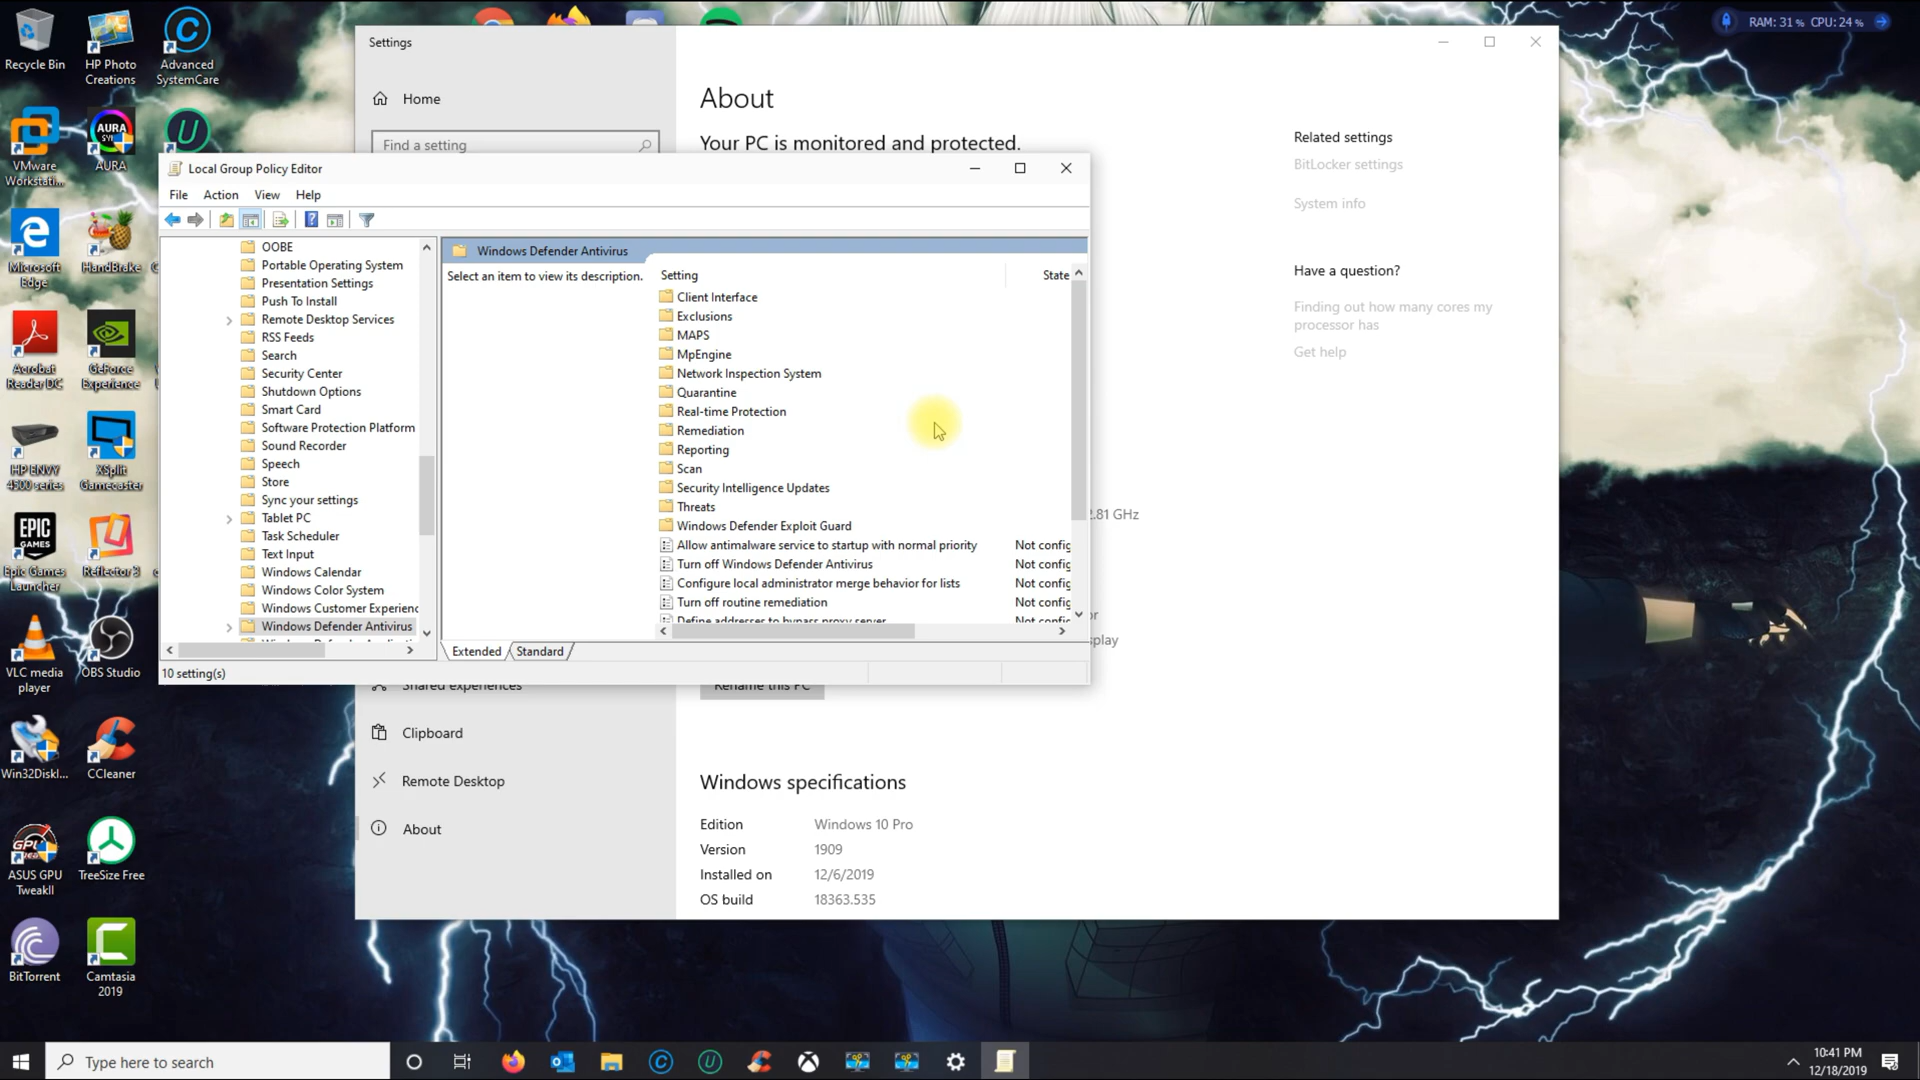 Recycle Bin
HP Photo
Creations
Advanced
SystemCare
VMware
Workstati...
AURA
AURA
Microsoft
Edge
HandBrake
Acrobat
Reader DC
GeForce
Experience
HP ENVY
4500 series
XSplit
Gamecaster
EPIC
GAMES
Epic Games
Launcher
Reflector 3
VLC media
player
OBS Studio
Win32Diskl...
CCleaner
ASUS GPU
TweakII
TreeSize Free
BitTorrent
Camtasia
2019
RAM: 31 % CPU: 24 %
Settings
Home
Find a setting
About
Your PC is monitored and protected.
Related settings
BitLocker settings
System info
Have a question?
Finding out how many cores my
processor has
Get help
2.81 GHz
or
splay
Rename this PC
Shared experiences
Clipboard
Remote Desktop
About
Windows specifications
Edition Windows 10 Pro
Version 1909
Installed on 12/6/2019
OS build 18363.535
Local Group Policy Editor
File Action View Help
OOBE
Portable Operating System
Presentation Settings
Push To Install
Remote Desktop Services
RSS Feeds
Search
Security Center
Shutdown Options
Smart Card
Software Protection Platform
Sound Recorder
Speech
Store
Sync your settings
Tablet PC
Task Scheduler
Text Input
Windows Calendar
Windows Color System
Windows Customer Experienc
Windows Defender Antivirus
Windows Defender Antivirus
Select an item to view its description.
Setting State
Client Interface
Exclusions
MAPS
MpEngine
Network Inspection System
Quarantine
Real-time Protection
Remediation
Reporting
Scan
Security Intelligence Updates
Threats
Windows Defender Exploit Guard
Allow antimalware service to startup with normal priority Not config
Turn off Windows Defender Antivirus Not config
Configure local administrator merge behavior for lists Not config
Turn off routine remediation Not config
Define addresses to bypass proxy server Not config
Extended Standard
10 setting(s)
Type here to search
10:41 PM
12/18/2019